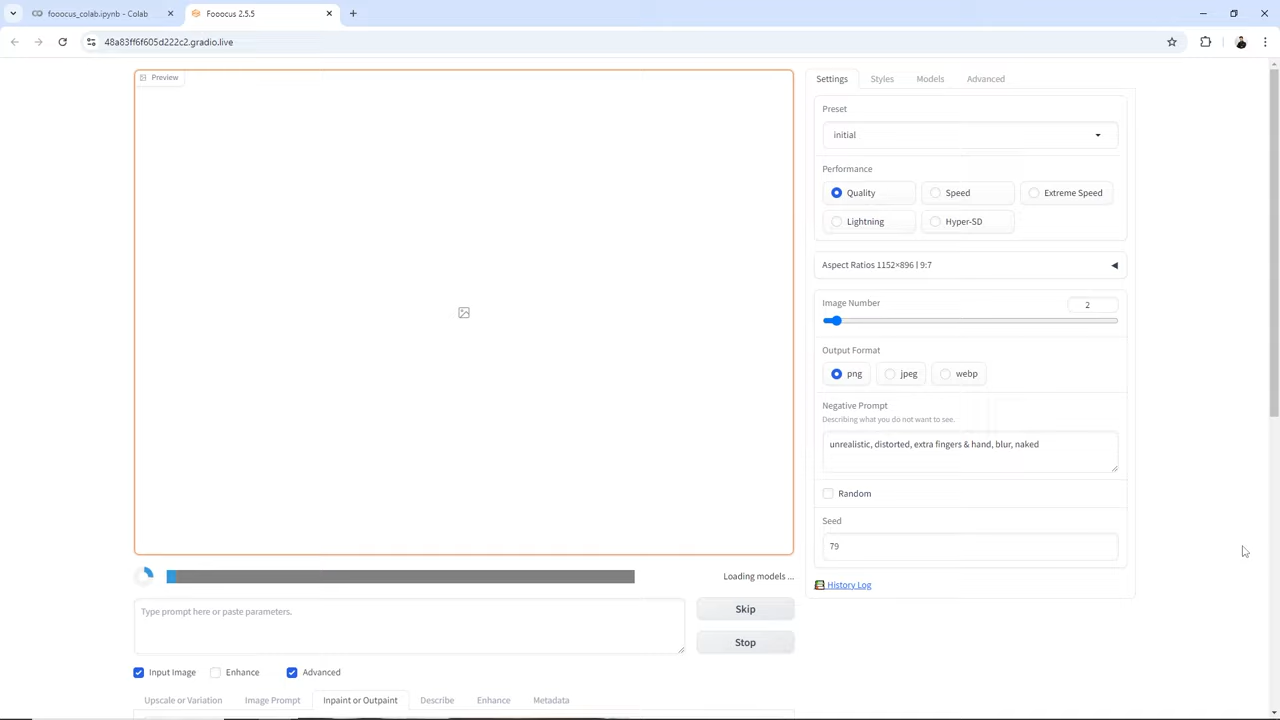 fooocus_colab.ipynb - Colab
Fooocus 2.5.5
48a83ff6f605d222c2.gradio.live
Preview
Settings Styles Models Advanced
Preset
initial
Performance
Quality Speed Extreme Speed
Lightning Hyper-SD
Aspect Ratios 1152×896 | 9:7
Image Number 2
Output Format
png jpeg webp
Negative Prompt
Describing what you do not want to see.
unrealistic, distorted, extra fingers & hand, blur, naked
Random
Seed
79
History Log
Loading models ...
Type prompt here or paste parameters.
Skip
Stop
Input Image Enhance Advanced
Upscale or Variation Image Prompt Inpaint or Outpaint Describe Enhance Metadata